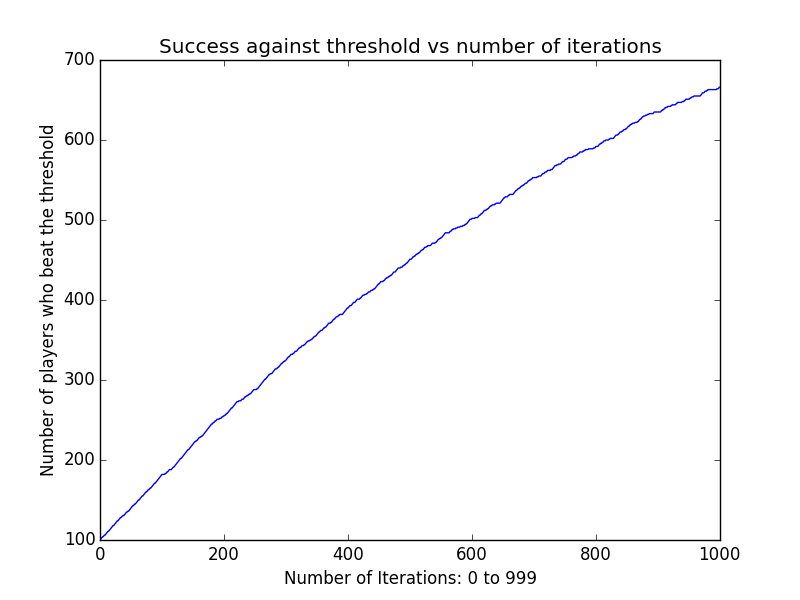 Success against threshold vs number of iterations
700
600
500
400
300
200
100
Number of players who beat the threshold
0 200 400 600 800 1000
Number of Iterations: 0 to 999